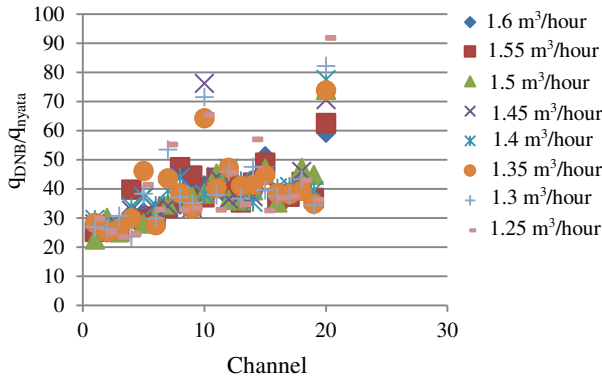 q_DNB/q_nyata
100
90
80
70
60
50
40
30
20
10
0
0 10 20 30
Channel
1.6 m³/hour
1.55 m³/hour
1.5 m³/hour
1.45 m³/hour
1.4 m³/hour
1.35 m³/hour
1.3 m³/hour
1.25 m³/hour